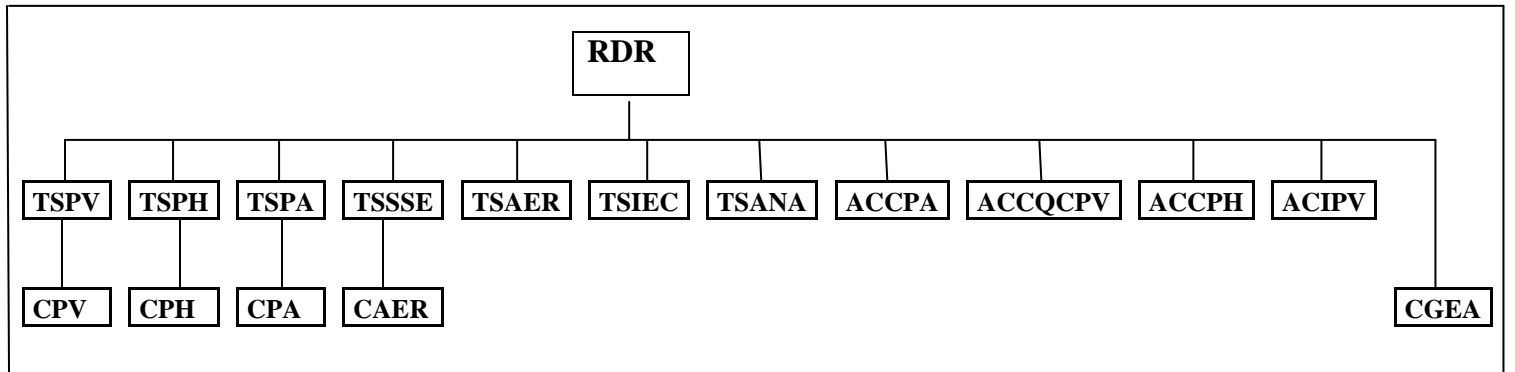 RDR
TSPV TSPH TSPA TSSSE TSAER TSIEC TSANA ACCPA ACCQCPV ACCPH ACIPV
CPV CPH CPA CAER CGEA